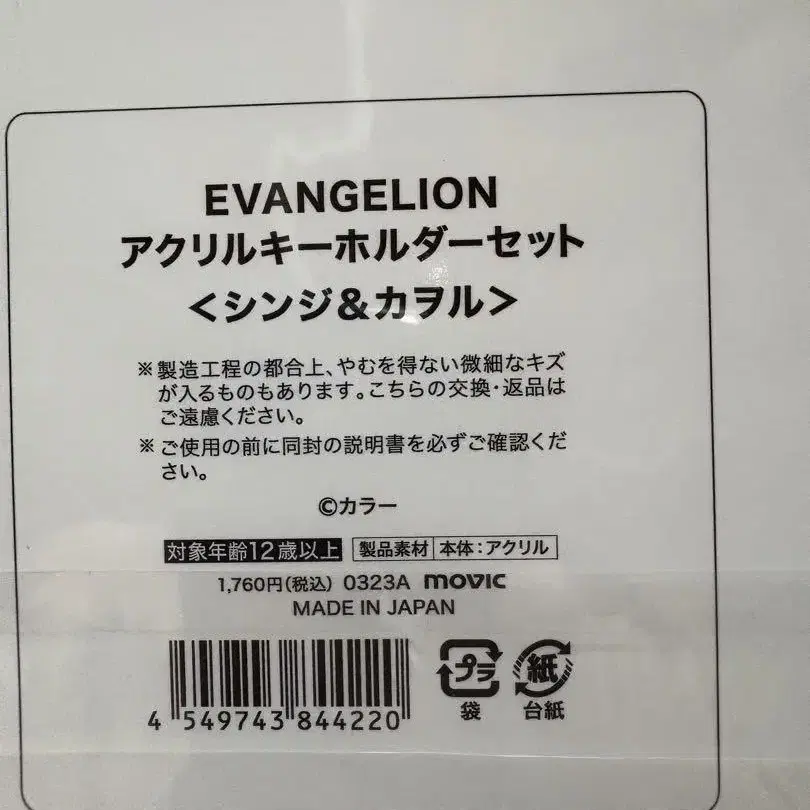 EVANGELION
アクリルキーホルダーセット
＜シンジ&カヲル＞
※製造工程の都合上、やむを得ない微細なキズ
が入るものもあります。こちらの交換・返品は
ご遠慮ください。
※ご使用の前に同封の説明書を必ずご確認くだ
さい。
©カラー
対象年齢12歳以上 製品素材 本体：アクリル
1,760円(税込) 0323A movic
MADE IN JAPAN
4 549743 844220
プラ 紙
袋 台紙